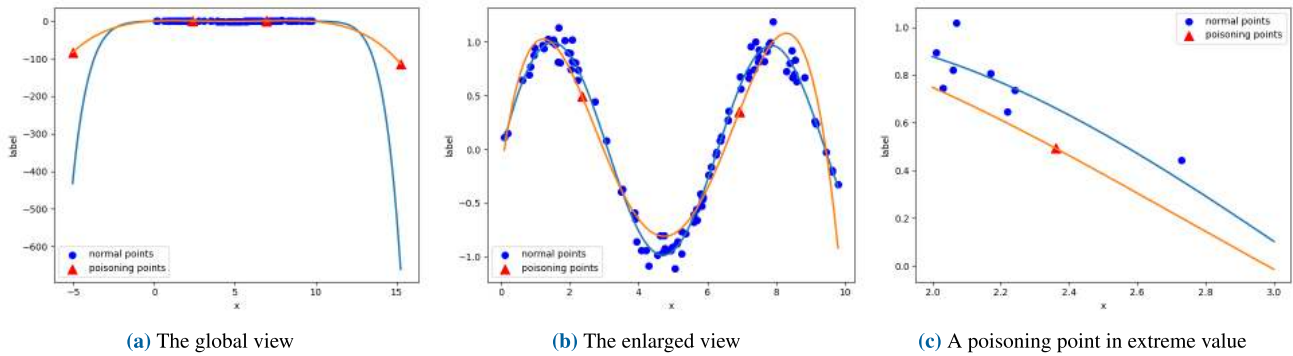 0
−100
−200
−300
−400
−500
−600
label
normal points
poisoning points
−5
0
5
10
15
x
(a) The global view
1.0
0.5
0.0
−0.5
−1.0
label
normal points
poisoning points
0
2
4
6
8
10
x
(b) The enlarged view
1.0
0.8
0.6
0.4
0.2
0.0
label
normal points
poisoning points
2.0
2.2
2.4
2.6
2.8
3.0
x
(c) A poisoning point in extreme value